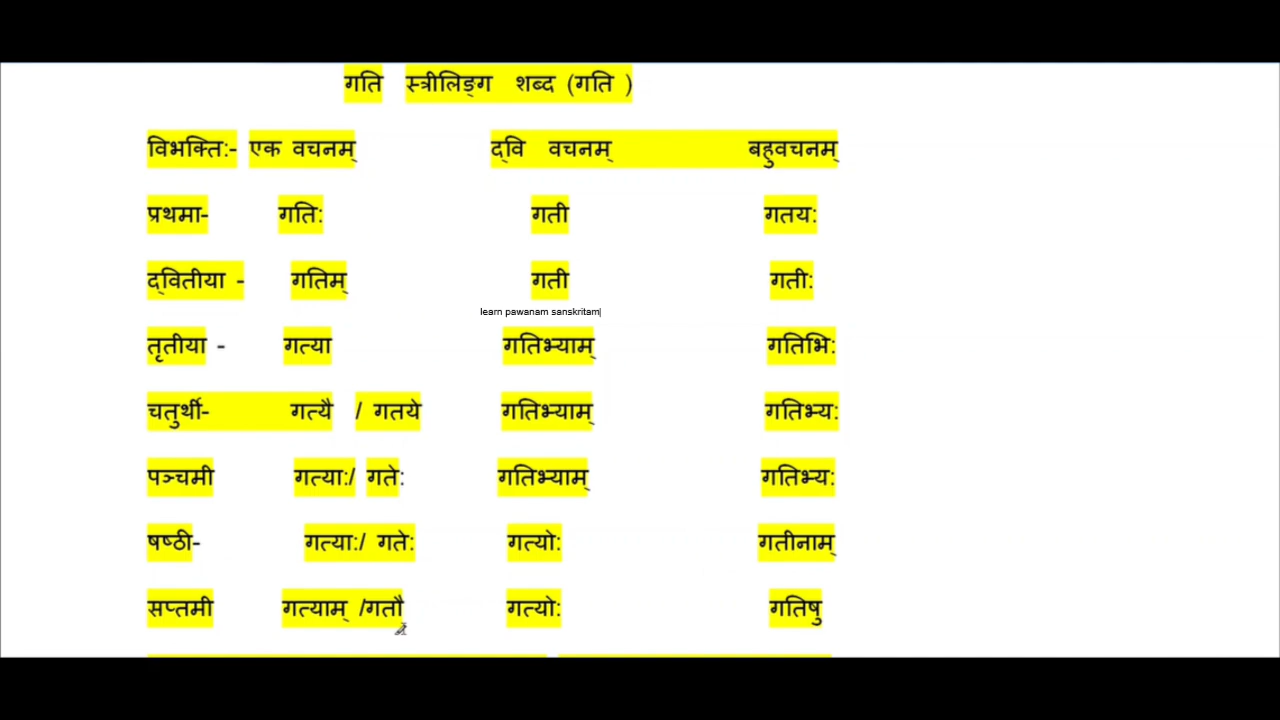 गति स्त्रीलिङ्ग शब्द (गति )
विभक्ति:- एक वचनम् द्वि वचनम् बहुवचनम्
प्रथमा- गति: गती गतय:
द्वितीया - गतिम् गती गती:
learn pawanam sanskritam
तृतीया - गत्या गतिभ्याम् गतिभि:
चतुर्थी- गत्यै / गतये गतिभ्याम् गतिभ्य:
पञ्चमी गत्या:/ गते: गतिभ्याम् गतिभ्य:
षष्ठी- गत्या:/ गते: गत्यो: गतीनाम्
सप्तमी गत्याम् /गतौ गत्यो: गतिषु